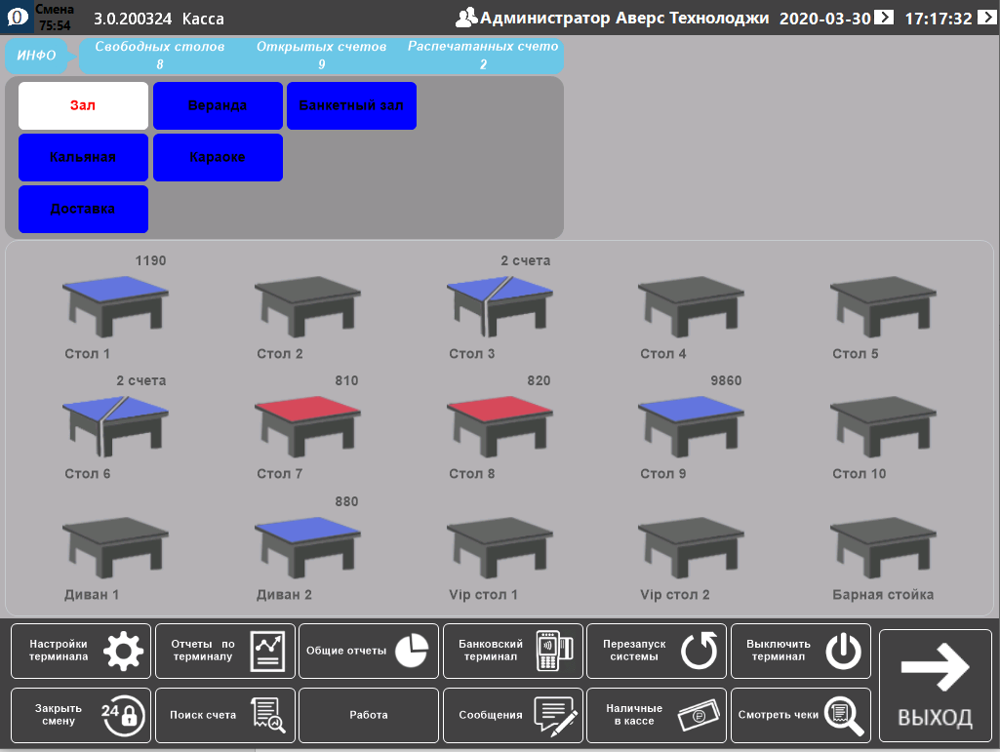 0
Смена
75:54
3.0.200324 Касса
Администратор Аверс Технолоджи 2020-03-30 17:17:32
ИНФО
Свободных столов Открытых счетов Распечатанных счето
8 9 2
Зал Веранда Банкетный зал
Кальяная Караоке
Доставка
1190 2 счета
Стол 1 Стол 2 Стол 3 Стол 4 Стол 5
2 счета 810 820 9860
Стол 6 Стол 7 Стол 8 Стол 9 Стол 10
880
Диван 1 Диван 2 Vip стол 1 Vip стол 2 Барная стойка
Настройки
терминала
Отчеты по
терминалу
Общие отчеты
Банковский
терминал
Перезапуск
системы
Выключить
терминал
Закрыть
смену
24
Поиск счета
Работа
Сообщения
Наличные
в кассе
Смотреть чеки
ВЫХОД